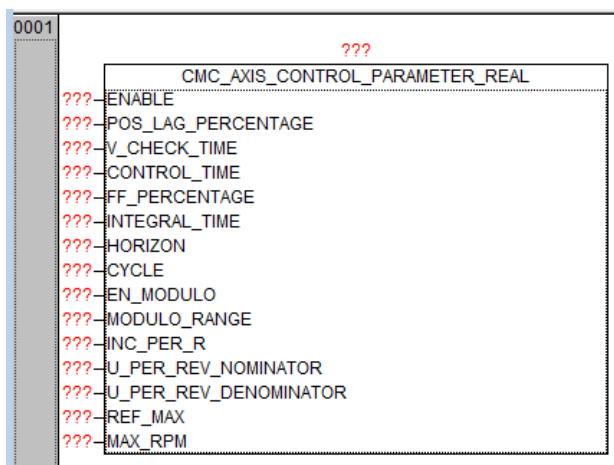 0001
???
CMC_AXIS_CONTROL_PARAMETER_REAL
???ENABLE
???POS_LAG_PERCENTAGE
???V_CHECK_TIME
???CONTROL_TIME
???FF_PERCENTAGE
???INTEGRAL_TIME
???HORIZON
???CYCLE
???EN_MODULO
???MODULO_RANGE
???INC_PER_R
???U_PER_REV_NOMINATOR
???U_PER_REV_DENOMINATOR
???REF_MAX
???MAX_RPM